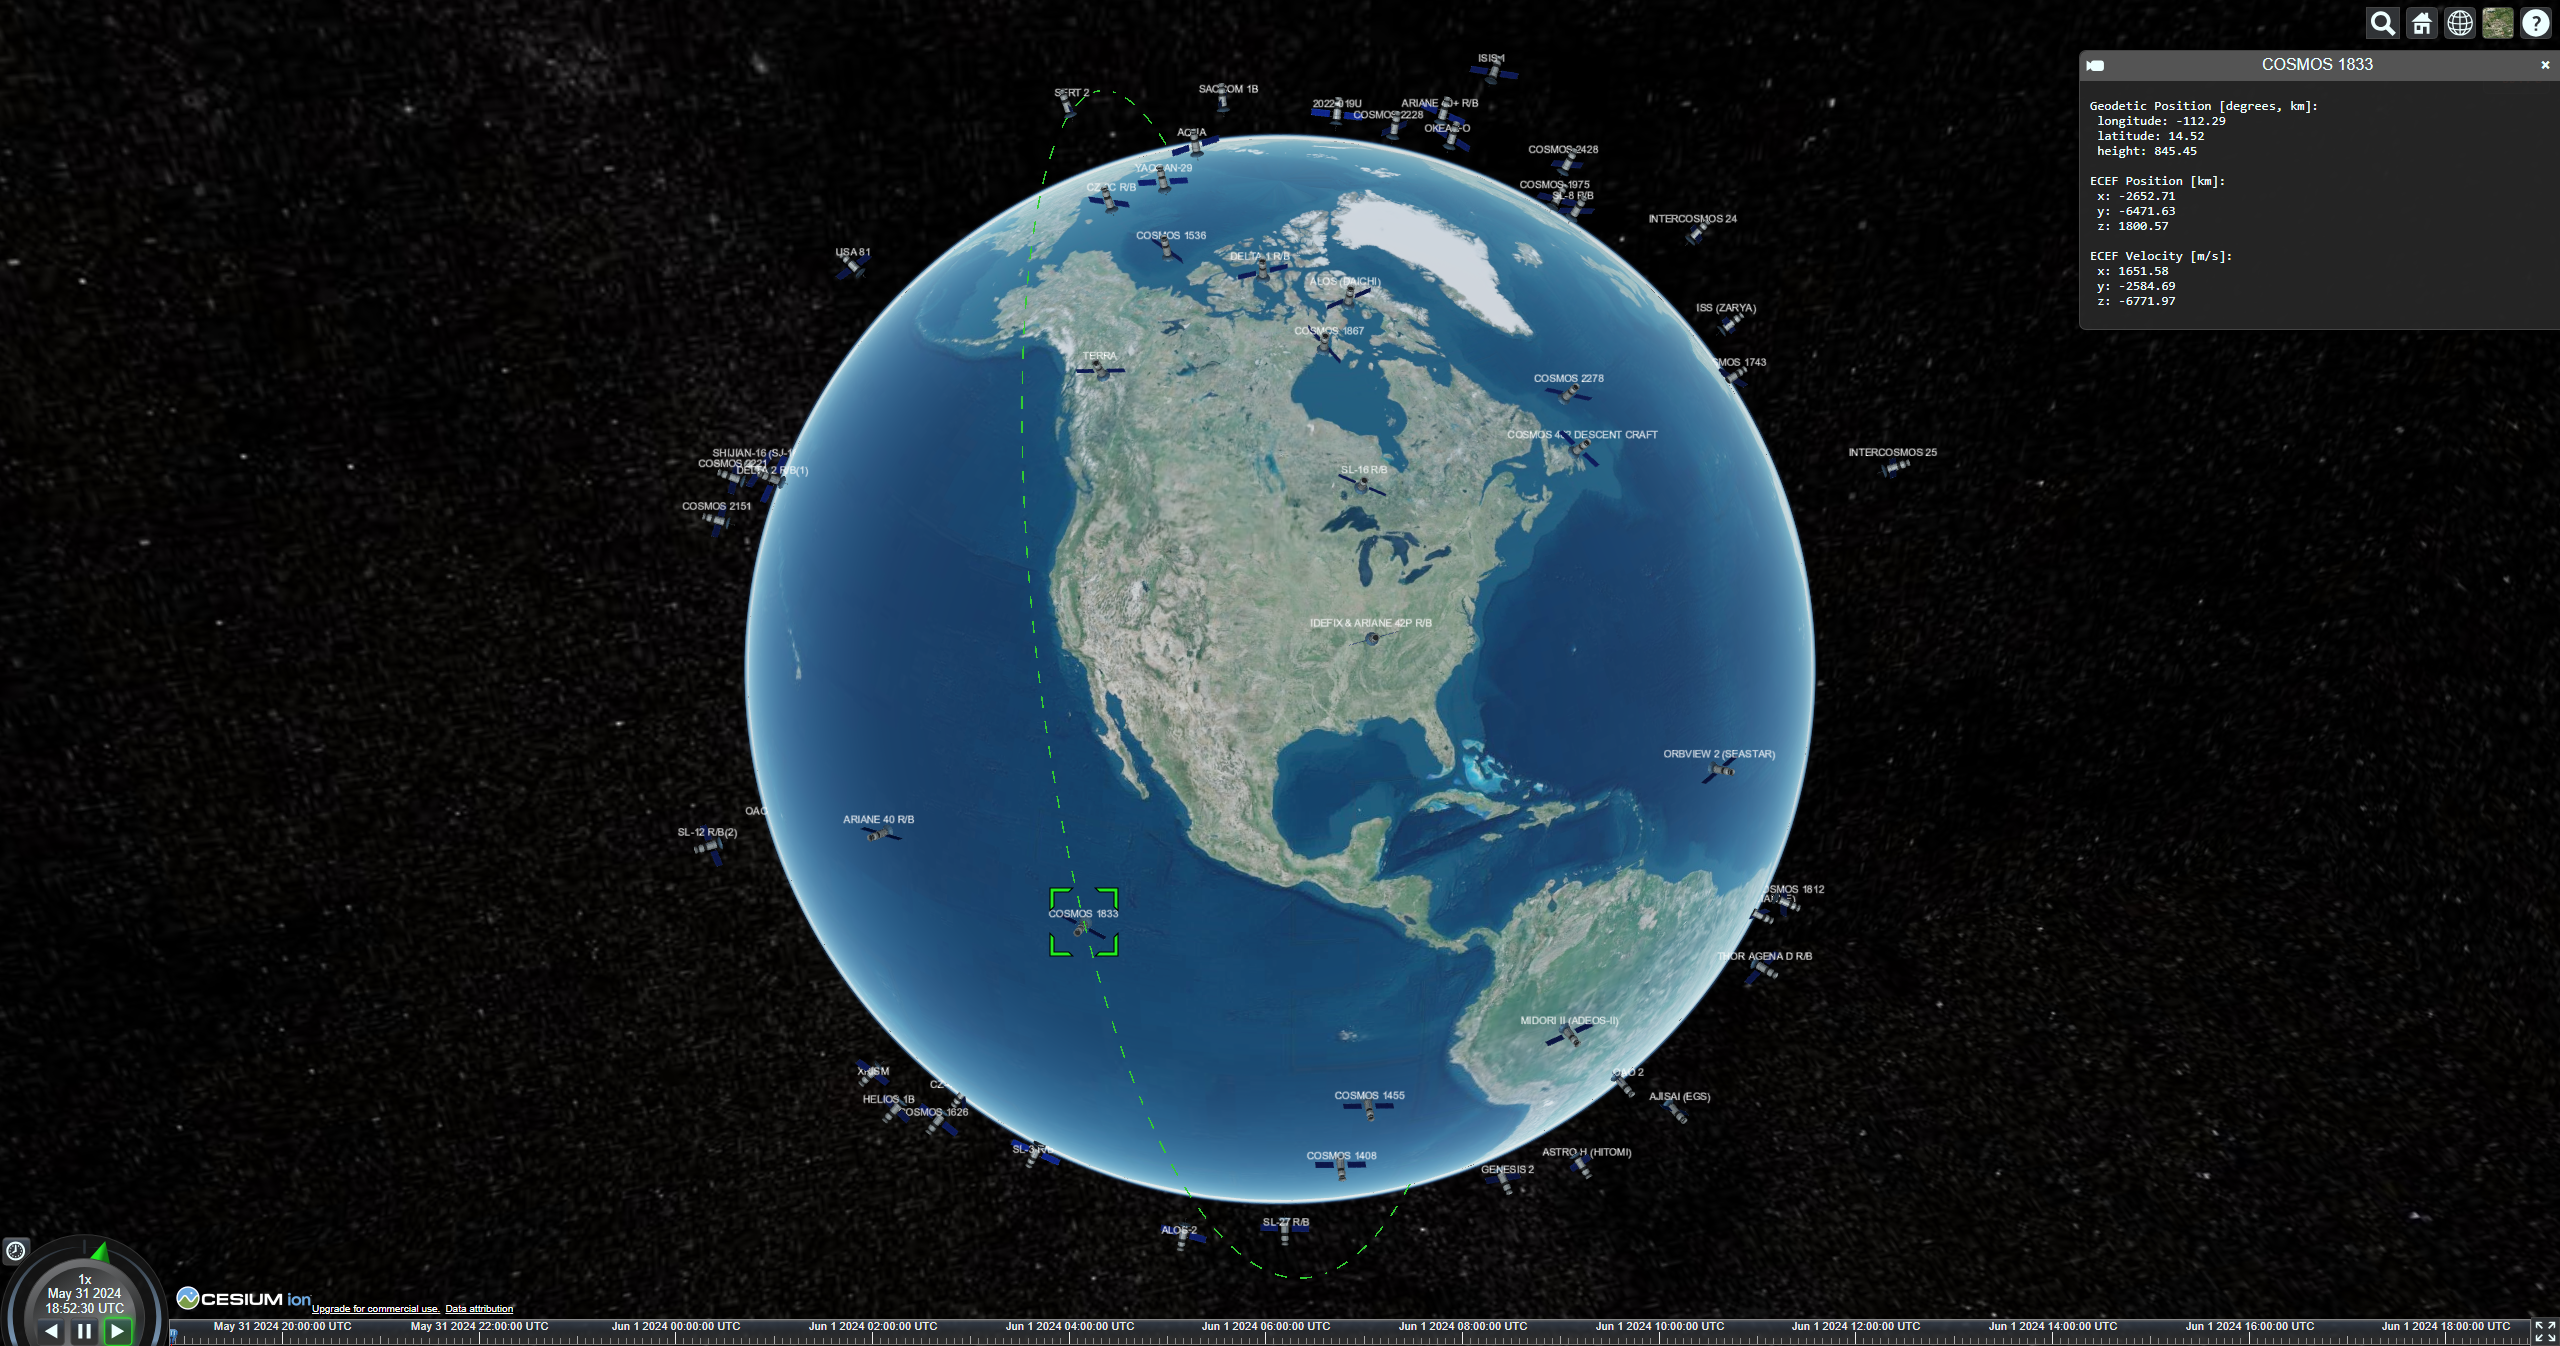 COSMOS 1833
Geodetic Position [degrees, km]:
longitude: -112.29
latitude: 14.52
height: 845.45
ECEF Position [km]:
x: -2652.71
y: -6471.63
z: 1800.57
ECEF Velocity [m/s]:
x: 1651.58
y: -2584.69
z: -6771.97
ISIS-1
SERT 2
SAOCOM 1B
2022-019U
ARIANE 40+ R/B
COSMOS 2228
OKEAN-O
AQUA
COSMOS 2428
YAOGAN-29
CZ-2C R/B
COSMOS 1975
SL-8 R/B
INTERCOSMOS 24
COSMOS 1536
USA 81
DELTA 1 R/B
ALOS (DAICHI)
ISS (ZARYA)
COSMOS 1867
TERRA
SMOS 1743
COSMOS 2278
COSMOS 482 DESCENT CRAFT
SHIJIAN-16 (SJ-1
COSMOS 2221
DELTA 2 R/B(1)
INTERCOSMOS 25
SL-16 R/B
COSMOS 2151
IDEFIX & ARIANE 42P R/B
ORBVIEW 2 (SEASTAR)
OAO
ARIANE 40 R/B
SL-12 R/B(2)
OSMOS 1812
COSMOS 1833
THOR AGENA D R/B
MIDORI II (ADEOS-II)
XRISM
OAO 2
CZ-
HELIOS 1B
COSMOS 1455
AJISAI (EGS)
OSMOS 1626
SL-3 R/B
COSMOS 1408
ASTRO-H (HITOMI)
GENESIS 2
ALOS-2
SL-27 R/B
1x
May 31 2024
18:52:30 UTC
CESIUM ion
Upgrade for commercial use. Data attribution
May 31 2024 20:00:00 UTC May 31 2024 22:00:00 UTC Jun 1 2024 00:00:00 UTC Jun 1 2024 02:00:00 UTC Jun 1 2024 04:00:00 UTC Jun 1 2024 06:00:00 UTC Jun 1 2024 08:00:00 UTC Jun 1 2024 10:00:00 UTC Jun 1 2024 12:00:00 UTC Jun 1 2024 14:00:00 UTC Jun 1 2024 16:00:00 UTC Jun 1 2024 18:00:00 UTC